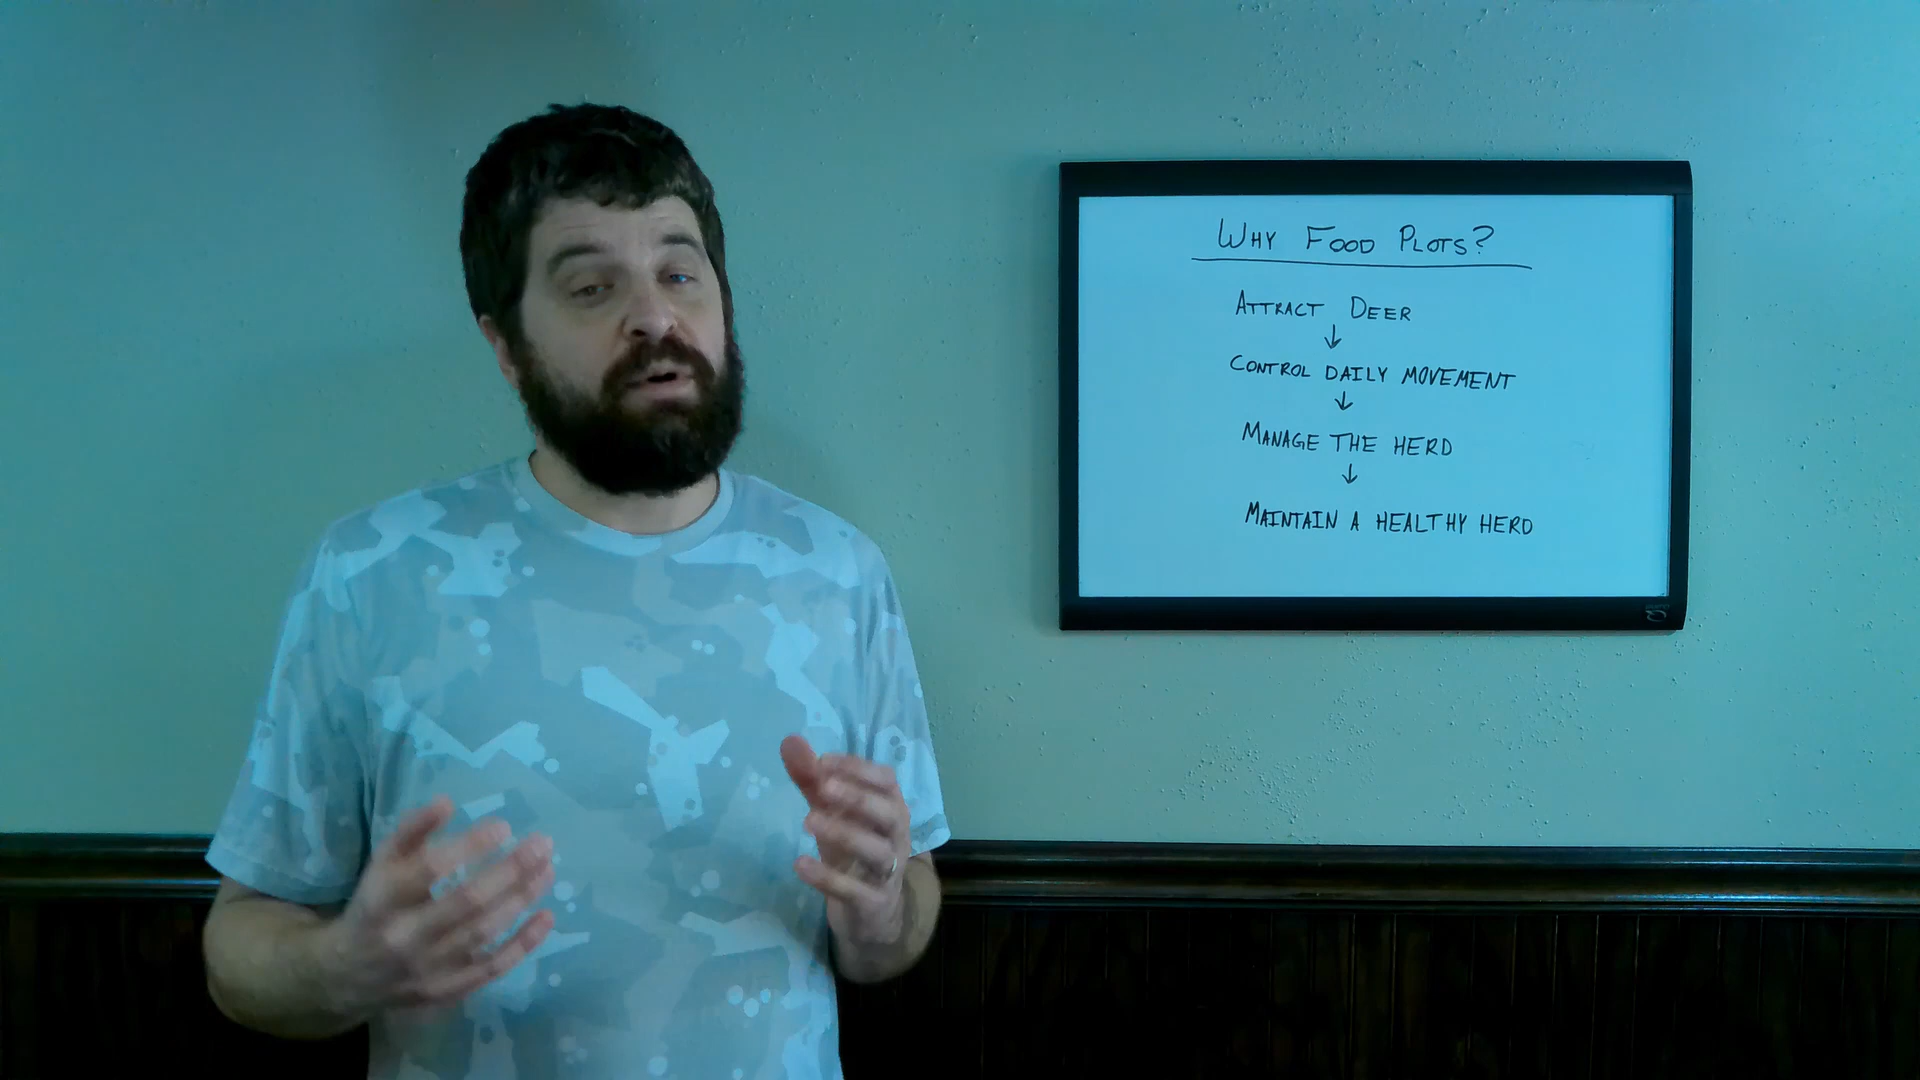 WHY FOOD PLOTS?
ATTRACT DEER
↓
CONTROL DAILY MOVEMENT
↓
MANAGE THE HERD
↓
MAINTAIN A HEALTHY HERD